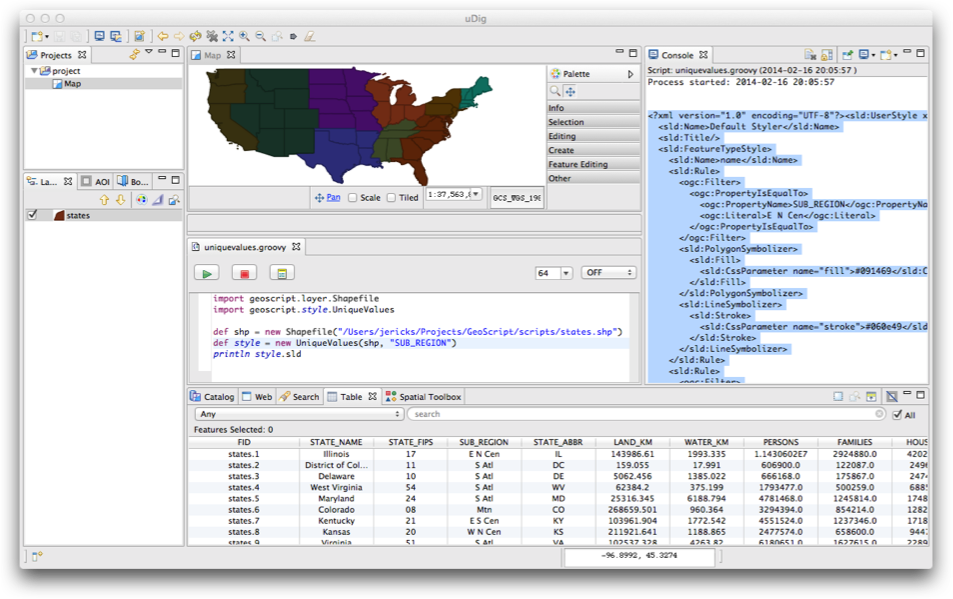 uDig
Projects
project
Map
La...
AOI
Bo...
states
Map
Palette
Info
Selection
Editing
Create
Feature Editing
Other
Pan
Scale
Tiled
GCS_WGS_198
uniquevalues.groovy
64
OFF
import geoscript.layer.Shapefile
import geoscript.style.UniqueValues
def shp = new Shapefile("/Users/jericks/Projects/GeoScript/scripts/states.shp")
def style = new UniqueValues(shp, "SUB_REGION")
println style.sld
Console
Script: uniquevalues.groovy (2014-02-16 20:05:57 )
Process started: 2014-02-16 20:05:57
<?xml version="1.0" encoding="UTF-8"?><sld:UserStyle x
<sld:Name>Default Styler</sld:Name>
<sld:Title/>
<sld:FeatureTypeStyle>
<sld:Name>name</sld:Name>
<sld:Rule>
<ogc:Filter>
<ogc:PropertyIsEqualTo>
<ogc:PropertyName>SUB_REGION</ogc:PropertyNa
<ogc:Literal>E N Cen</ogc:Literal>
</ogc:PropertyIsEqualTo>
</ogc:Filter>
<sld:PolygonSymbolizer>
<sld:Fill>
<sld:CssParameter name="fill">#091469</sld:C
</sld:Fill>
</sld:PolygonSymbolizer>
<sld:LineSymbolizer>
<sld:Stroke>
<sld:CssParameter name="stroke">#060e49</sld
</sld:Stroke>
</sld:LineSymbolizer>
</sld:Rule>
<sld:Rule>
<ogc:Filter>
Catalog Web Search Table Spatial Toolbox
Any search All
Features Selected: 0
FID STATE_NAME STATE_FIPS SUB_REGION STATE_ABBR LAND_KM WATER_KM PERSONS FAMILIES HOUS
states.1 Illinois 17 E N Cen IL 143986.61 1993.335 1.1430602E7 2924880.0 4202
states.2 District of Col... 11 S Atl DC 159.055 17.991 606900.0 122087.0 249
states.3 Delaware 10 S Atl DE 5062.456 1385.022 666168.0 175867.0 247
states.4 West Virginia 54 S Atl WV 62384.2 375.199 1793477.0 500259.0 688
states.5 Maryland 24 S Atl MD 25316.345 6188.794 4781468.0 1245814.0 1748
states.6 Colorado 08 Mtn CO 268659.501 960.364 3294394.0 854214.0 1282
states.7 Kentucky 21 E S Cen KY 103961.904 1772.542 4551524.0 1237346.0 1718
states.8 Kansas 20 W N Cen KS 211921.641 1188.865 2477574.0 658600.0 944
states.9 Virginia 51 S Atl VA 102537.328 4263.82 6180651.0 1627615.0 2289
-96.8992, 45.3274